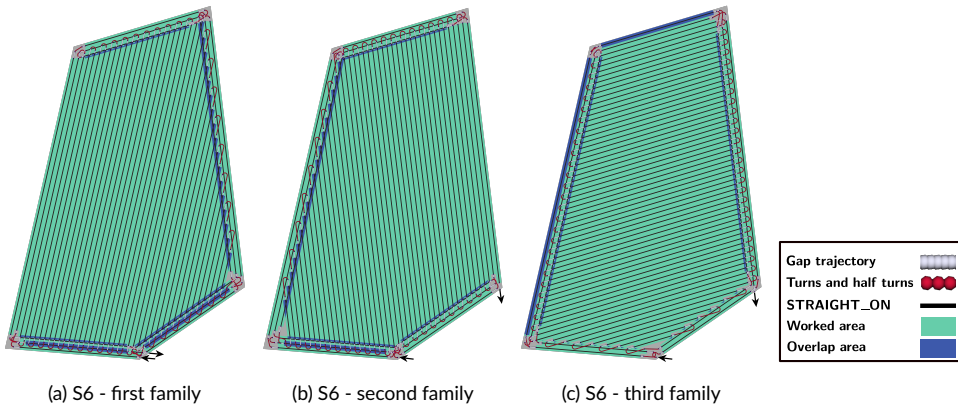 Gap trajectory
Turns and half turns
STRAIGHT_ON
Worked area
Overlap area
(a) S6 - first family
(b) S6 - second family
(c) S6 - third family